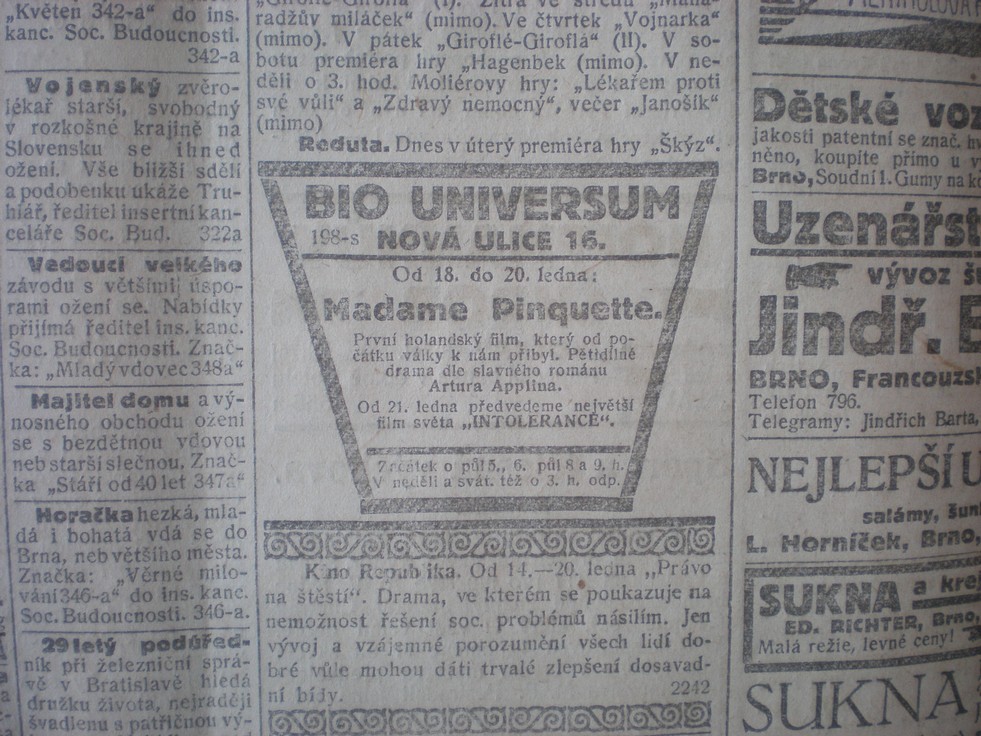 „Květen 342-a" do ins.
kanc. Soc. Budoucnosti.
342-a
Vojenský zvěro-
lékař starší, svobodný
v rozkošné krajině na
Slovensku se ihned
ožení. Vše bližší sdělí
a podobenku ukáže Tru-
hlář, ředitel insertní kan-
celáře Soc. Bud. 322a
Vedoucí velkého
závodu s většími úspo-
rami ožení se. Nabídky
přijímá ředitel ins. kanc.
Soc. Budoucnosti. Znač-
ka: „Mladý vdovec 348a"
Majitel domu a vý-
nosného obchodu ožení
se s bezdětnou vdovou
neb starší slečnou. Znač-
ka „Stáří od 40 let 347a"
Horačka hezká, mla-
dá i bohatá vdá se do
Brna, neb většího města.
Značka: „Věrné milo-
vání 346-a" do ins. kanc.
Soc. Budoucnosti. 346-a.
29letý podúřed-
ník při železniční sprá-
vě v Bratislavě hledá
družku života, nejraději
švadlenu s patřičnou vý-
„Giroflé-Giroflá" (I). Zítra ve středu „Maha-
radžův miláček" (mimo). Ve čtvrtek „Vojnarka"
(mimo). V pátek „Giroflé-Giroflá" (II). V so-
botu premiéra hry „Hagenbek (mimo). V ne-
děli o 3. hod. Moliérovy hry: „Lékařem proti
své vůli" a „Zdravý nemocný", večer „Janošík"
(mimo)
Reduta. Dnes v úterý premiéra hry „Škýz".
BIO UNIVERSUM
198-s NOVÁ ULICE 16.
Od 18. do 20. ledna:
Madame Pinquette.
První holandský film, který od po-
čátku války k nám přibyl. Pětidílné
drama dle slavného románu
Artura Applina.
Od 21. ledna předvedeme největší
film světa „INTOLERANCE".
Začátek o půl 5., 6. půl 8 a 9. h.
V neděli a svát. též o 3. h. odp.
Kino Republika. Od 14.—20. ledna „Právo
na štěstí". Drama, ve kterém se poukazuje na
nemožnost řešení soc. problémů násilím. Jen
vývoj a vzájemné porozumění všech lidí do-
bré vůle mohou dáti trvalé zlepšení dosavad-
ní bídy. 2242
Dětské voz
jakosti patentní se znač. hv
něno, koupíte přímo u v
Brno, Soudní 1. Gumy na k
Uzenářst
vývoz šu
Jindř. B
BRNO, Francouzsk
Telefon 796.
Telegramy: Jindřich Barta,
NEJLEPŠÍ U
salámy, šun
L. Horníček, Brno,
SUKNA a krej
ED. RICHTER, Brno,
Malá režie, levné ceny!
SUKNA